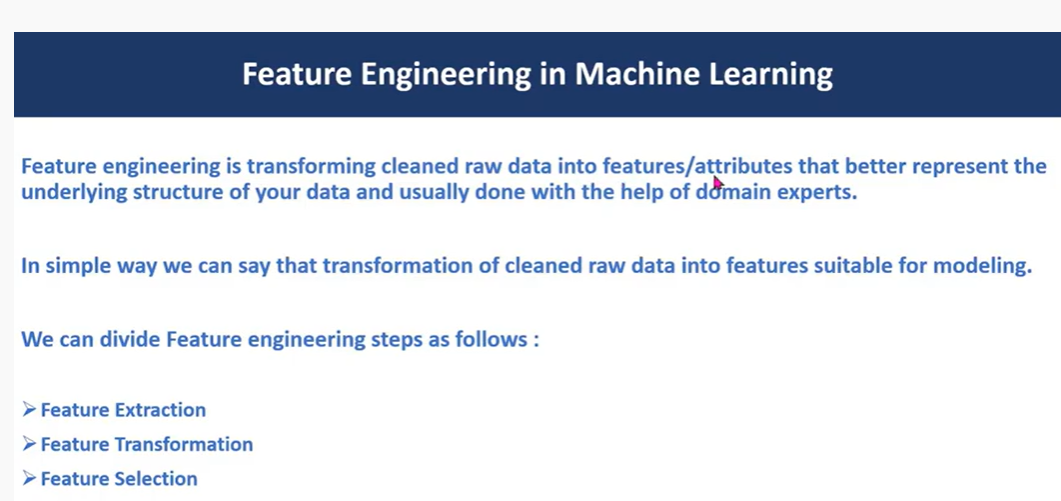 Feature Engineering in Machine Learning
Feature engineering is transforming cleaned raw data into features/attributes that better represent the
underlying structure of your data and usually done with the help of domain experts.
In simple way we can say that transformation of cleaned raw data into features suitable for modeling.
We can divide Feature engineering steps as follows :
➢ Feature Extraction
➢ Feature Transformation
➢ Feature Selection